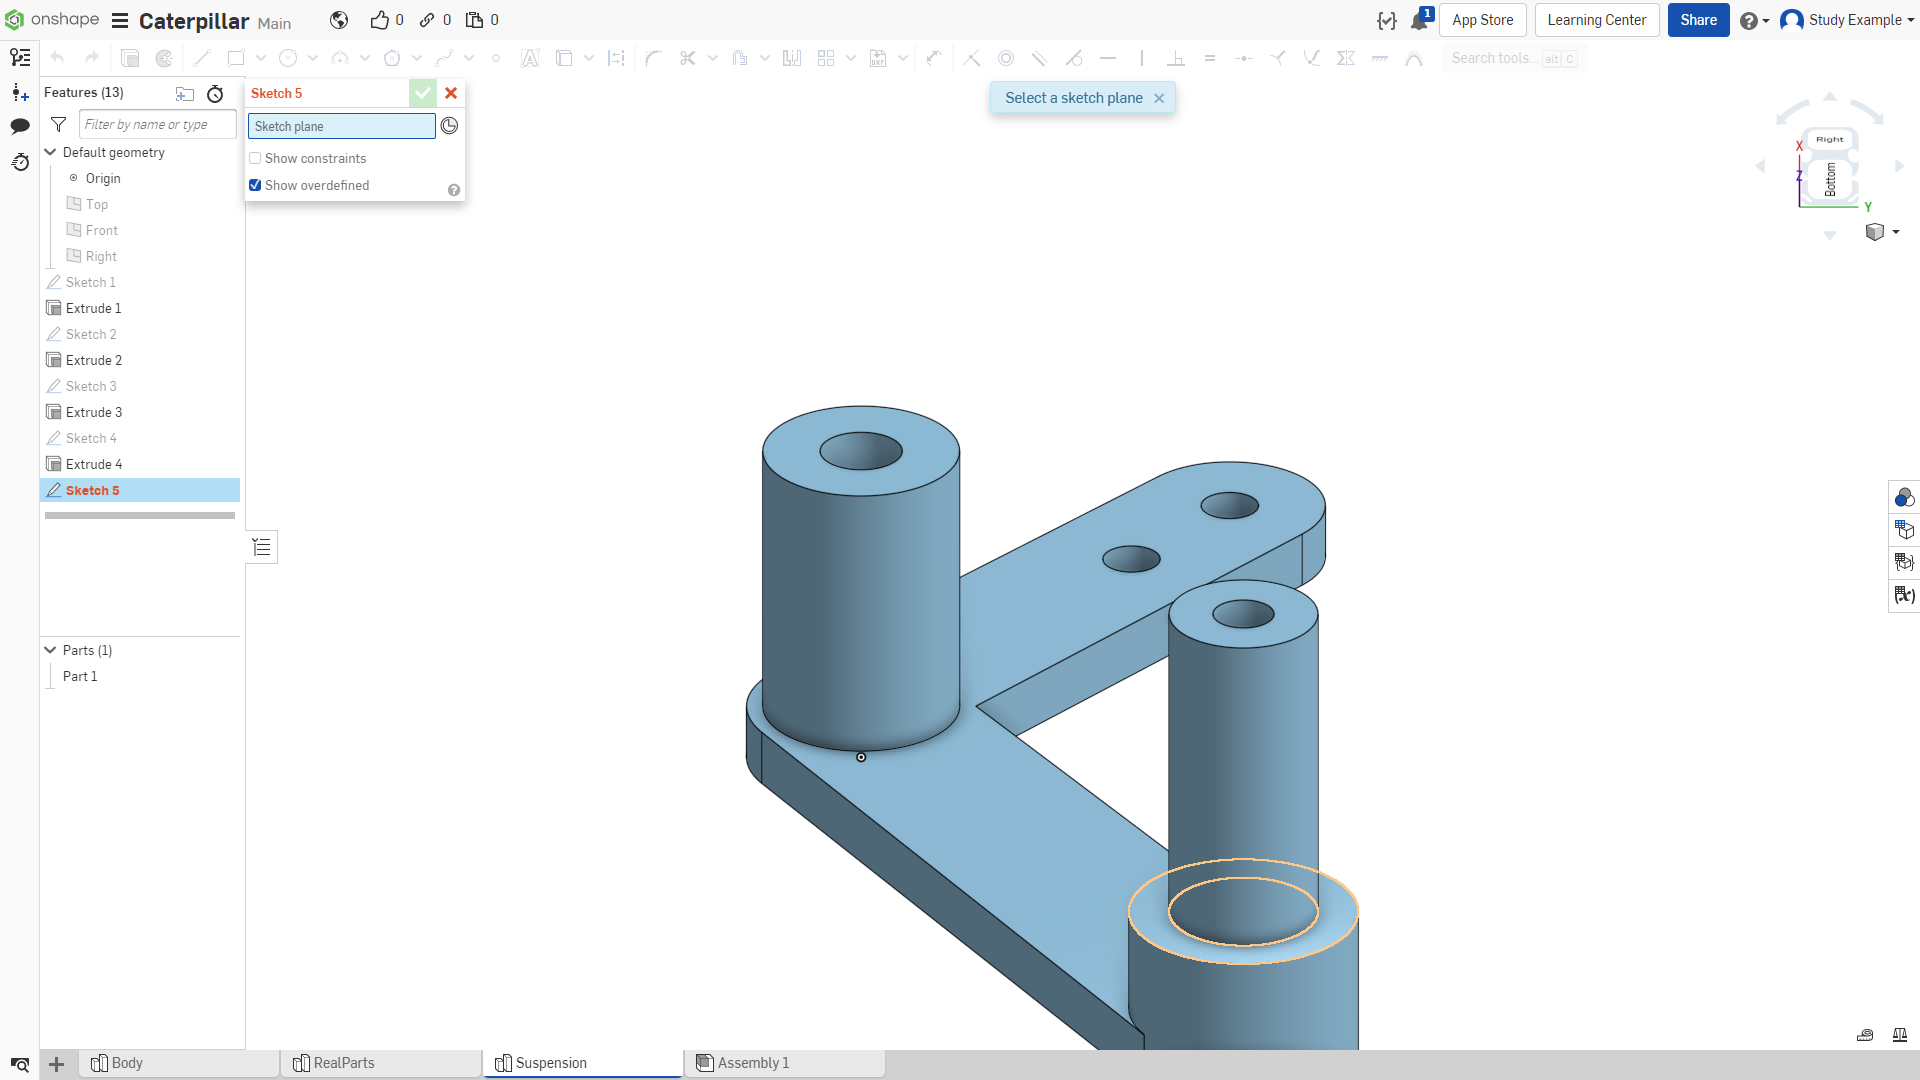 onshape
Caterpillar Main
0 0 0
1
App Store
Learning Center
Share
Study Example
Search tools... alt C
Features (13)
Filter by name or type
Default geometry
Origin
Top
Front
Right
Sketch 1
Extrude 1
Sketch 2
Extrude 2
Sketch 3
Extrude 3
Sketch 4
Extrude 4
Sketch 5
Parts (1)
Part 1
Sketch 5
Sketch plane
Show constraints
Show overdefined
Select a sketch plane
Right
Bottom
X
Z
Y
Body
RealParts
Suspension
Assembly 1